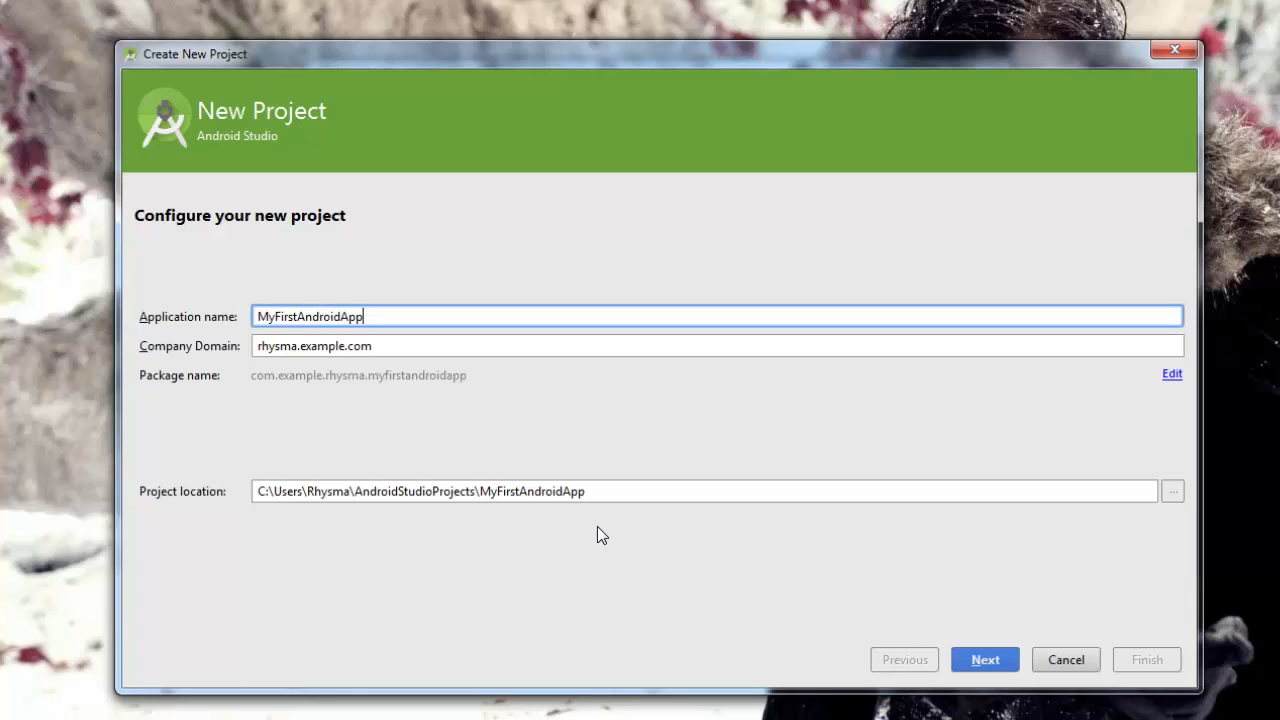 Create New Project
New Project
Android Studio
Configure your new project
Application name: MyFirstAndroidApp
Company Domain: rhysma.example.com
Package name: com.example.rhysma.myfirstandroidapp Edit
Project location: C:\Users\Rhysma\AndroidStudioProjects\MyFirstAndroidApp ...
Previous Next Cancel Finish